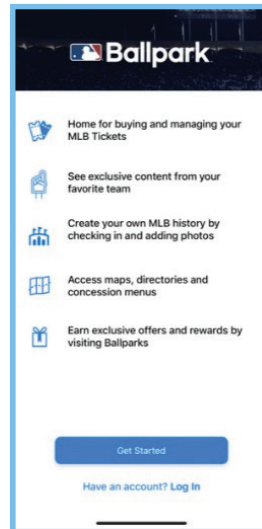 Ballpark
Home for buying and managing your
MLB Tickets
See exclusive content from your
favorite team
Create your own MLB history by
checking in and adding photos
Access maps, directories and
concession menus
Earn exclusive offers and rewards by
visiting Ballparks
Get Started
Have an account? Log In